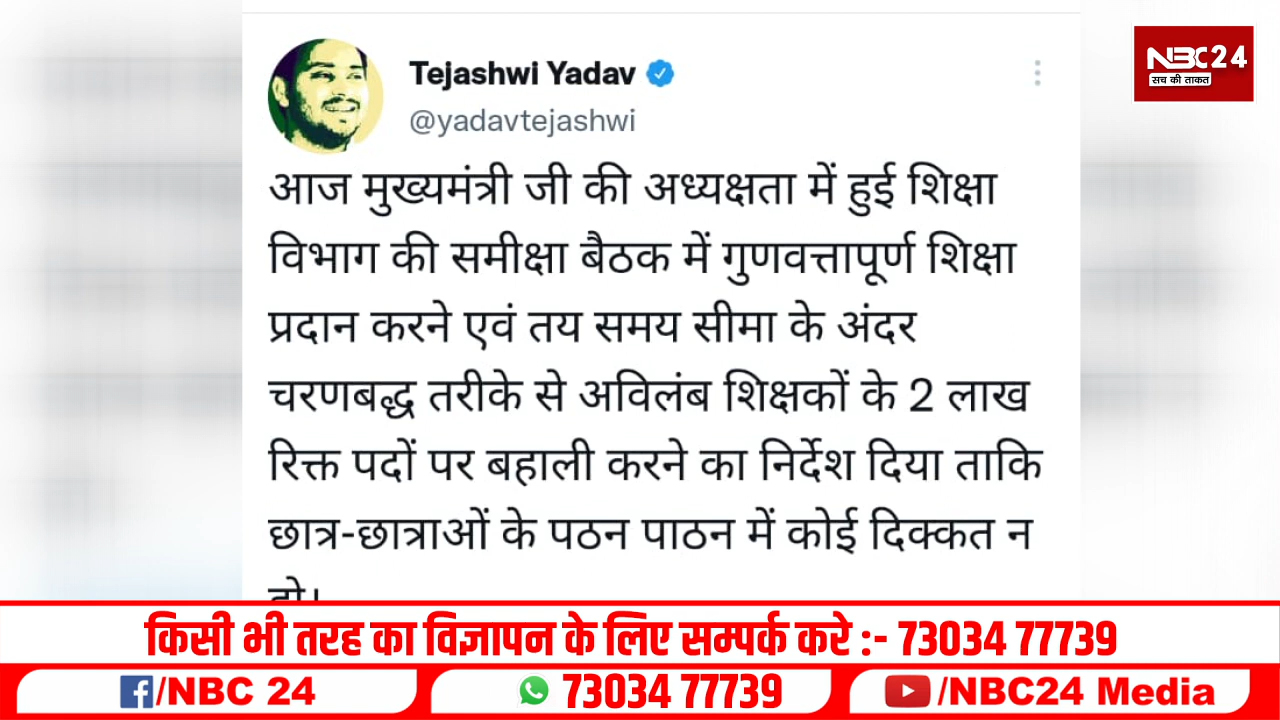 Tejashwi Yadav
@yadavtejashwi
NBC 24
सच की ताकत
आज मुख्यमंत्री जी की अध्यक्षता में हुई शिक्षा
विभाग की समीक्षा बैठक में गुणवत्तापूर्ण शिक्षा
प्रदान करने एवं तय समय सीमा के अंदर
चरणबद्ध तरीके से अविलंब शिक्षकों के 2 लाख
रिक्त पदों पर बहाली करने का निर्देश दिया ताकि
छात्र-छात्राओं के पठन पाठन में कोई दिक्कत न
किसी भी तरह का विज्ञापन के लिए सम्पर्क करे :- 73034 77739
/NBC 24
73034 77739
/NBC24 Media